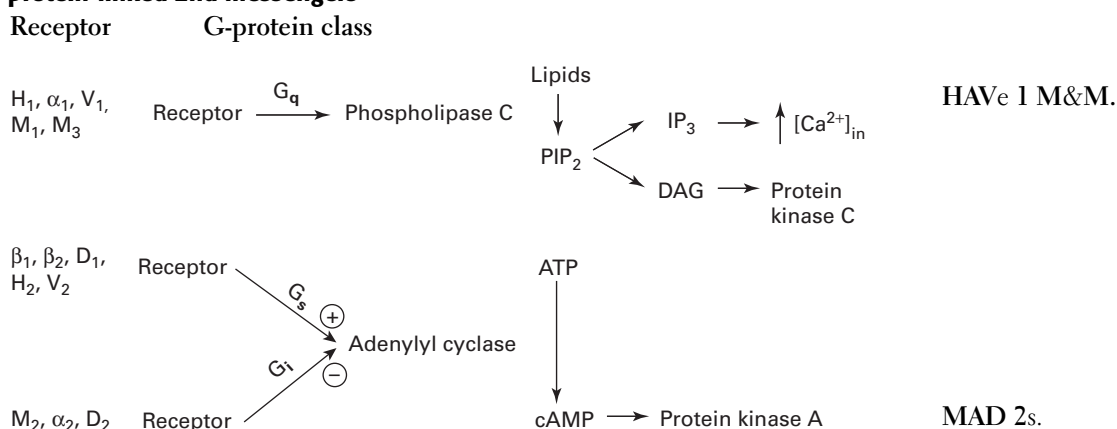 protein-linked 2nd messengers
Receptor G-protein class
Lipids
H₁, α₁, V₁,
M₁, M₃
Receptor
Gq
Phospholipase C
PIP₂
IP₃
[Ca²⁺]in
DAG
Protein
kinase C
HAVe 1 M&M.
β₁, β₂, D₁,
H₂, V₂
Receptor
Gs
+
Adenylyl cyclase
Gi
−
ATP
M₂, α₂, D₂
Receptor
cAMP
Protein kinase A
MAD 2s.